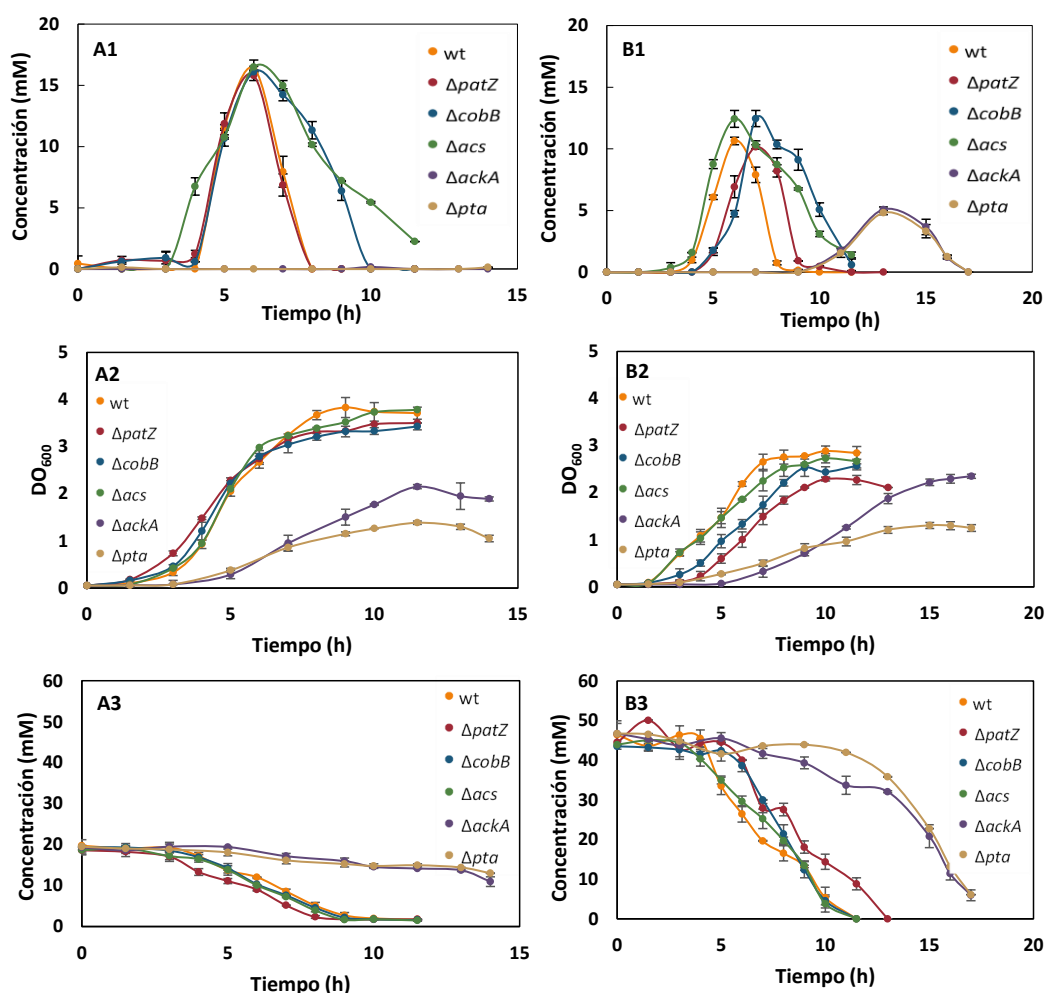 A1
Concentración (mM)
20
15
10
5
0
0 5 10 15
Tiempo (h)
wt
ΔpatZ
ΔcobB
Δacs
ΔackA
Δpta
B1
Concentración (mM)
20
15
10
5
0
0 5 10 15 20
Tiempo (h)
wt
ΔpatZ
ΔcobB
Δacs
ΔackA
Δpta
A2
DO600
5
4
3
2
1
0
0 5 10 15
Tiempo (h)
wt
ΔpatZ
ΔcobB
Δacs
ΔackA
Δpta
B2
DO600
5
4
3
2
1
0
0 5 10 15 20
Tiempo (h)
wt
ΔpatZ
ΔcobB
Δacs
ΔackA
Δpta
A3
Concentración (mM)
60
50
40
30
20
10
0
0 5 10 15
Tiempo (h)
wt
ΔpatZ
ΔcobB
Δacs
ΔackA
Δpta
B3
Concentración (mM)
60
50
40
30
20
10
0
0 5 10 15 20
Tiempo (h)
wt
ΔpatZ
ΔcobB
Δacs
ΔackA
Δpta